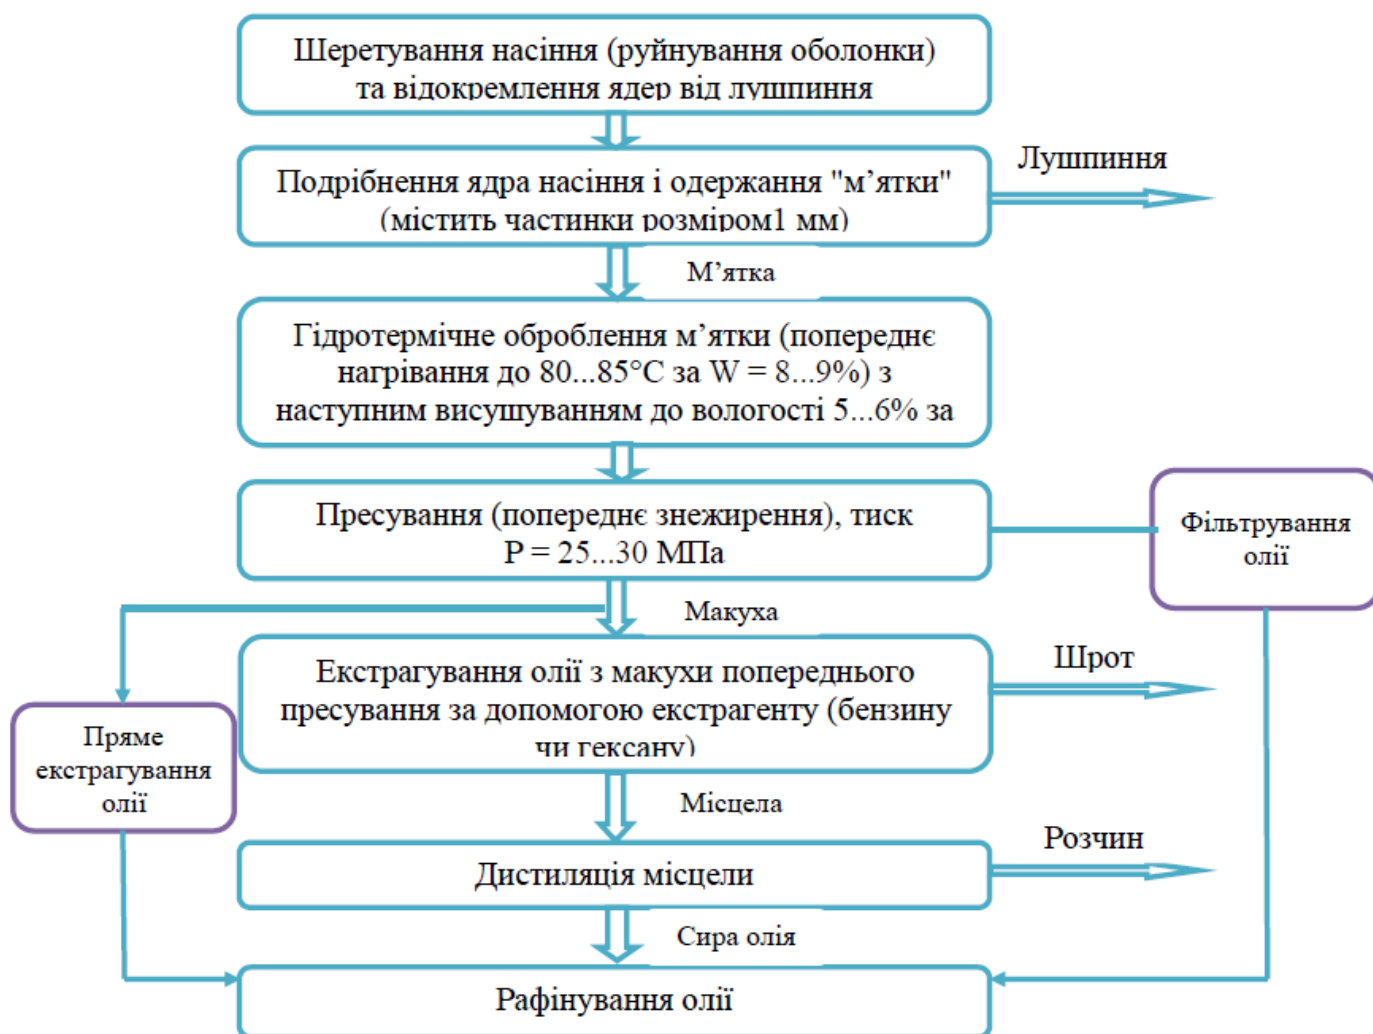 Шеретування насіння (руйнування оболонки)
та відокремлення ядер від лушпиння
Лушпиння
Подрібнення ядра насіння і одержання "м’ятки"
(містить частинки розміром1 мм)
М’ятка
Гідротермічне оброблення м’ятки (попереднє
нагрівання до 80...85°С за W = 8...9%) з
наступним висушуванням до вологості 5...6% за
Пресування (попереднє знежирення), тиск
Р = 25...30 МПа
Фільтрування
олії
Макуха
Екстрагування олії з макухи попереднього
пресування за допомогою екстрагенту (бензину
чи гексану)
Шрот
Пряме
екстрагування
олії
Місцела
Розчин
Дистиляція місцели
Сира олія
Рафінування олії